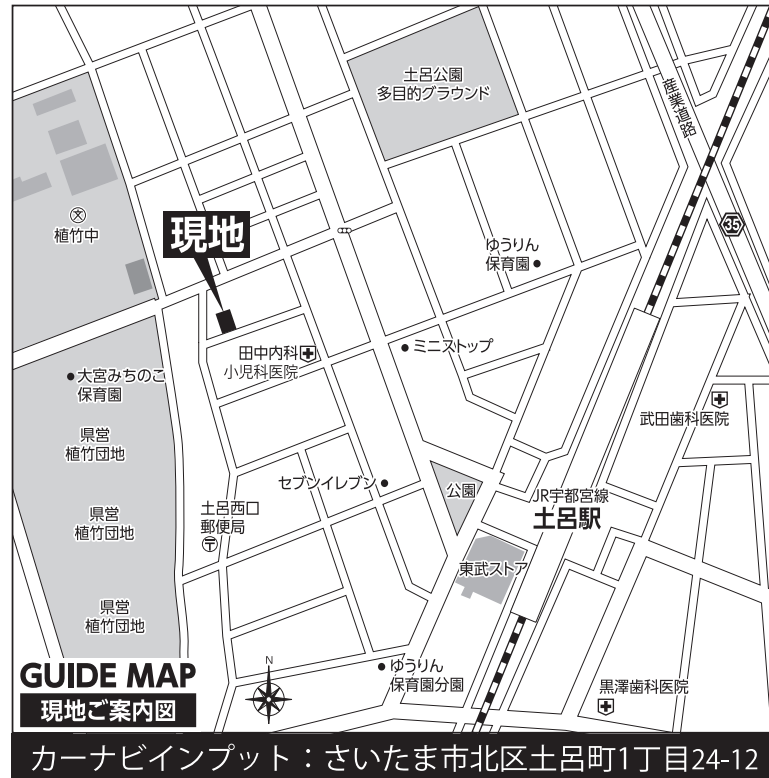 土呂公園
多目的グラウンド
産業道路
35
文
植竹中
現地
ゆうりん
保育園
田中内科
小児科医院
ミニストップ
大宮みちのこ
保育園
武田歯科医院
県営
植竹団地
セブンイレブン
公園
JR宇都宮線
土呂駅
土呂西口
郵便局
県営
植竹団地
東武ストア
県営
植竹団地
N
ゆうりん
保育園分園
黒澤歯科医院
GUIDE MAP
現地ご案内図
カーナビインプット：さいたま市北区土呂町1丁目24-12